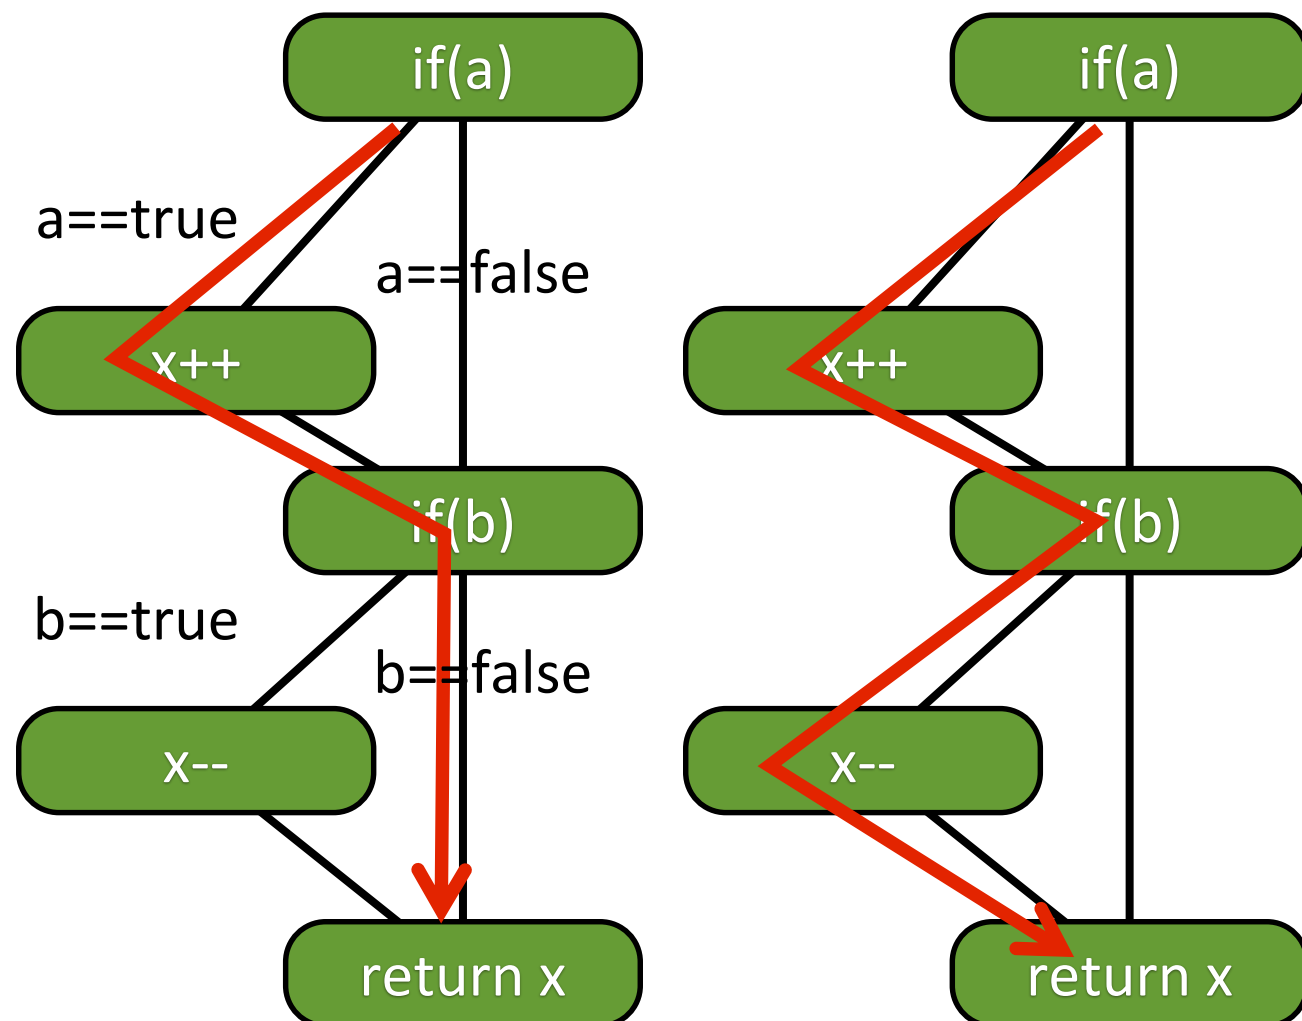 if(a)
a==true
a==false
x++
if(b)
b==true
b==false
x--
return x
if(a)
x++
if(b)
x--
return x